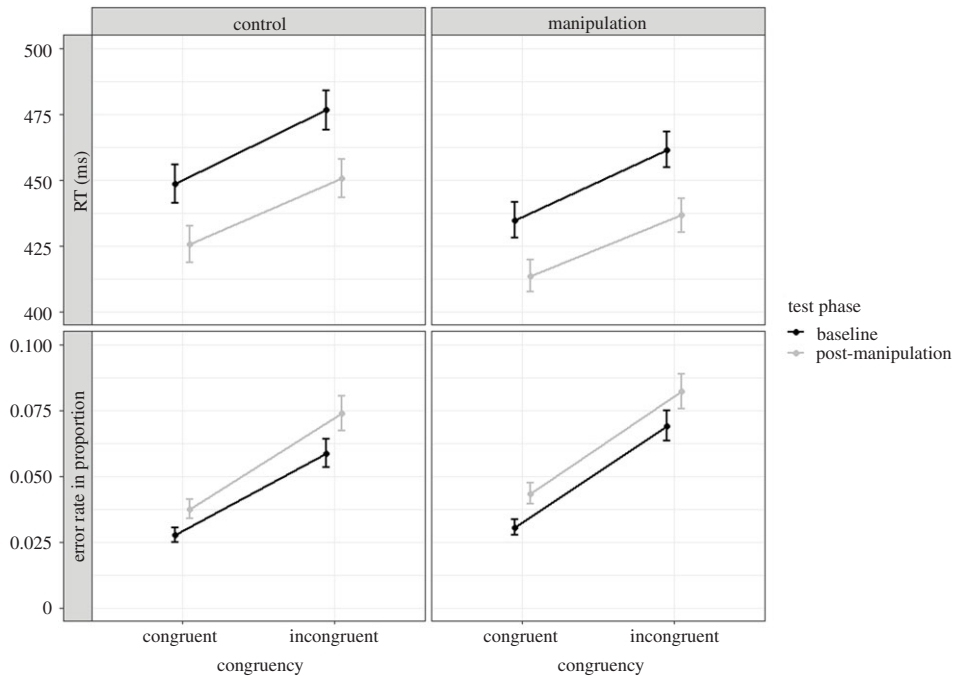 control
manipulation
500
475
450
425
400
RT (ms)
0.100
0.075
0.050
0.025
0
error rate in proportion
congruent
incongruent
congruent
incongruent
congruency
congruency
test phase
baseline
post-manipulation